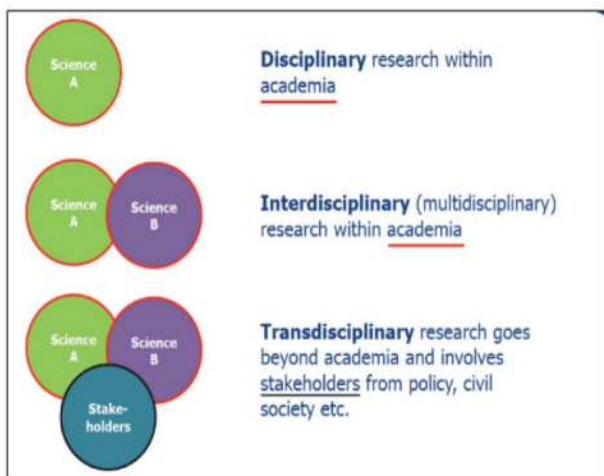 Science
A
Disciplinary research within
academia
Science
A
Science
B
Interdisciplinary (multidisciplinary)
research within academia
Science
A
Science
B
Stake-
holders
Transdisciplinary research goes
beyond academia and involves
stakeholders from policy, civil
society etc.